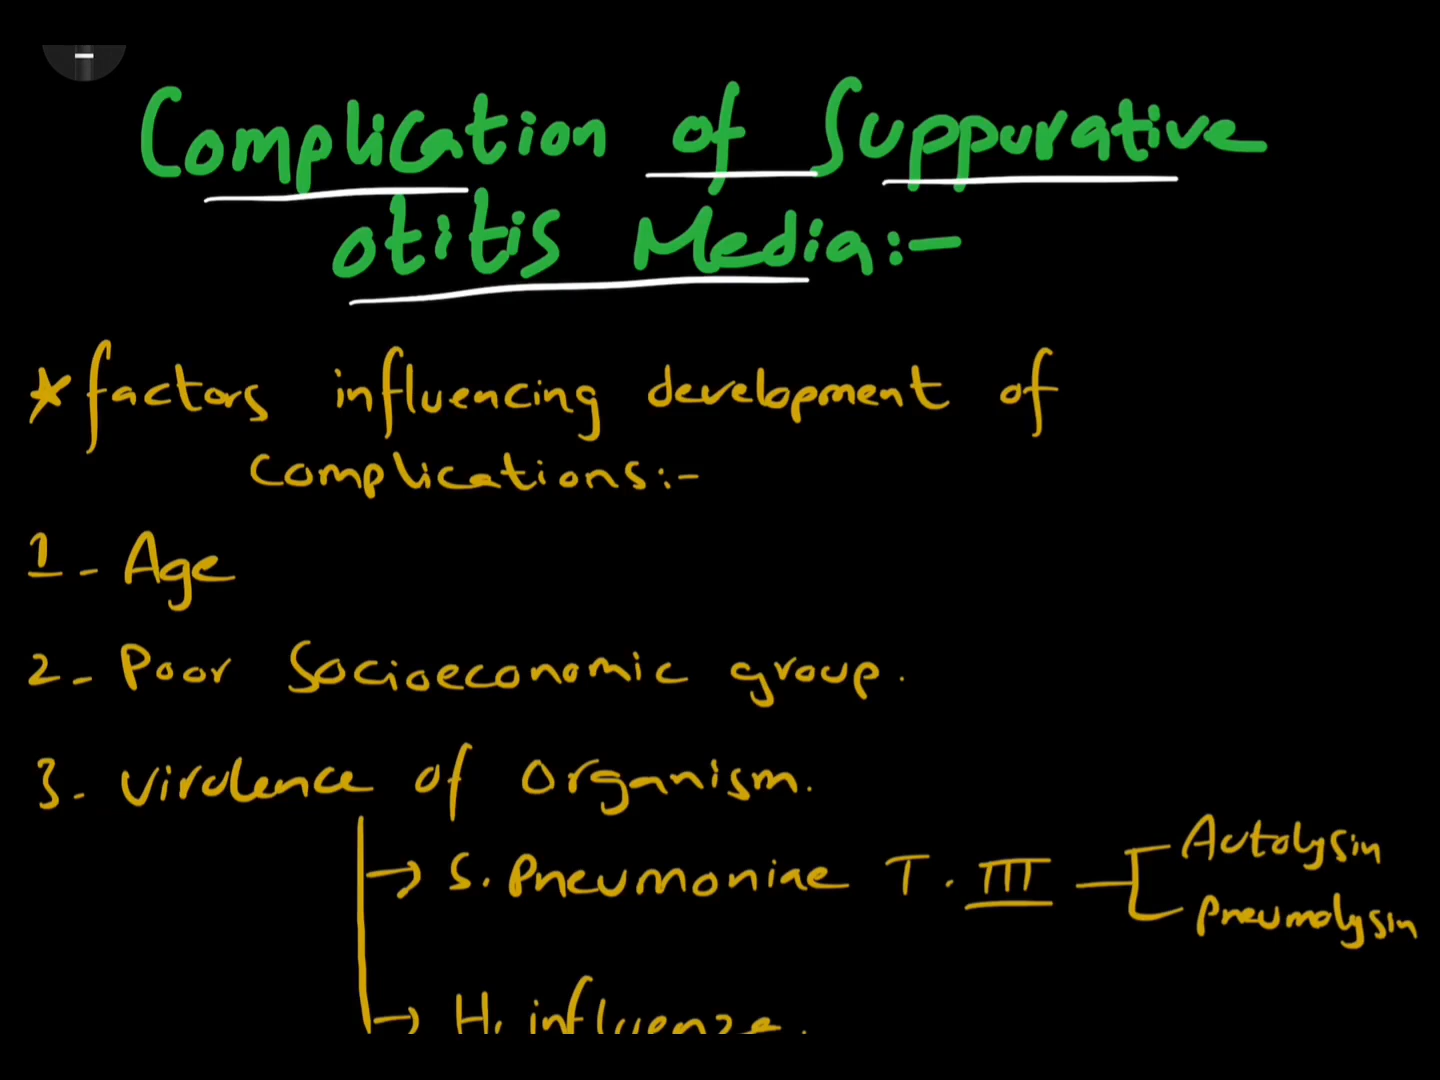 Complication of Suppurative
otitis Media:-
* factors influencing development of
complications:-
1- Age
2- Poor Socioeconomic group.
3- virulence of organism.
→ S. Pneumoniae T. III
Autolysin
Pneumolysin
→ H. influenzae.